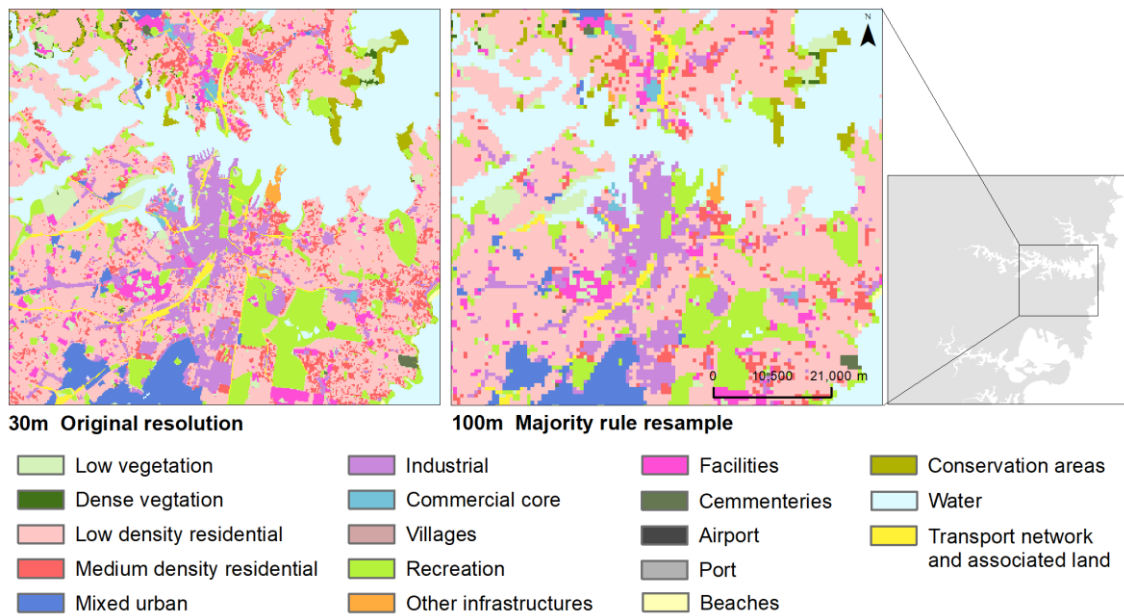 N
0 10,500 21,000 m
30m Original resolution
100m Majority rule resample
Low vegetation
Dense vegtation
Low density residential
Medium density residential
Mixed urban
Industrial
Commercial core
Villages
Recreation
Other infrastructures
Facilities
Cemmenteries
Airport
Port
Beaches
Conservation areas
Water
Transport network
and associated land